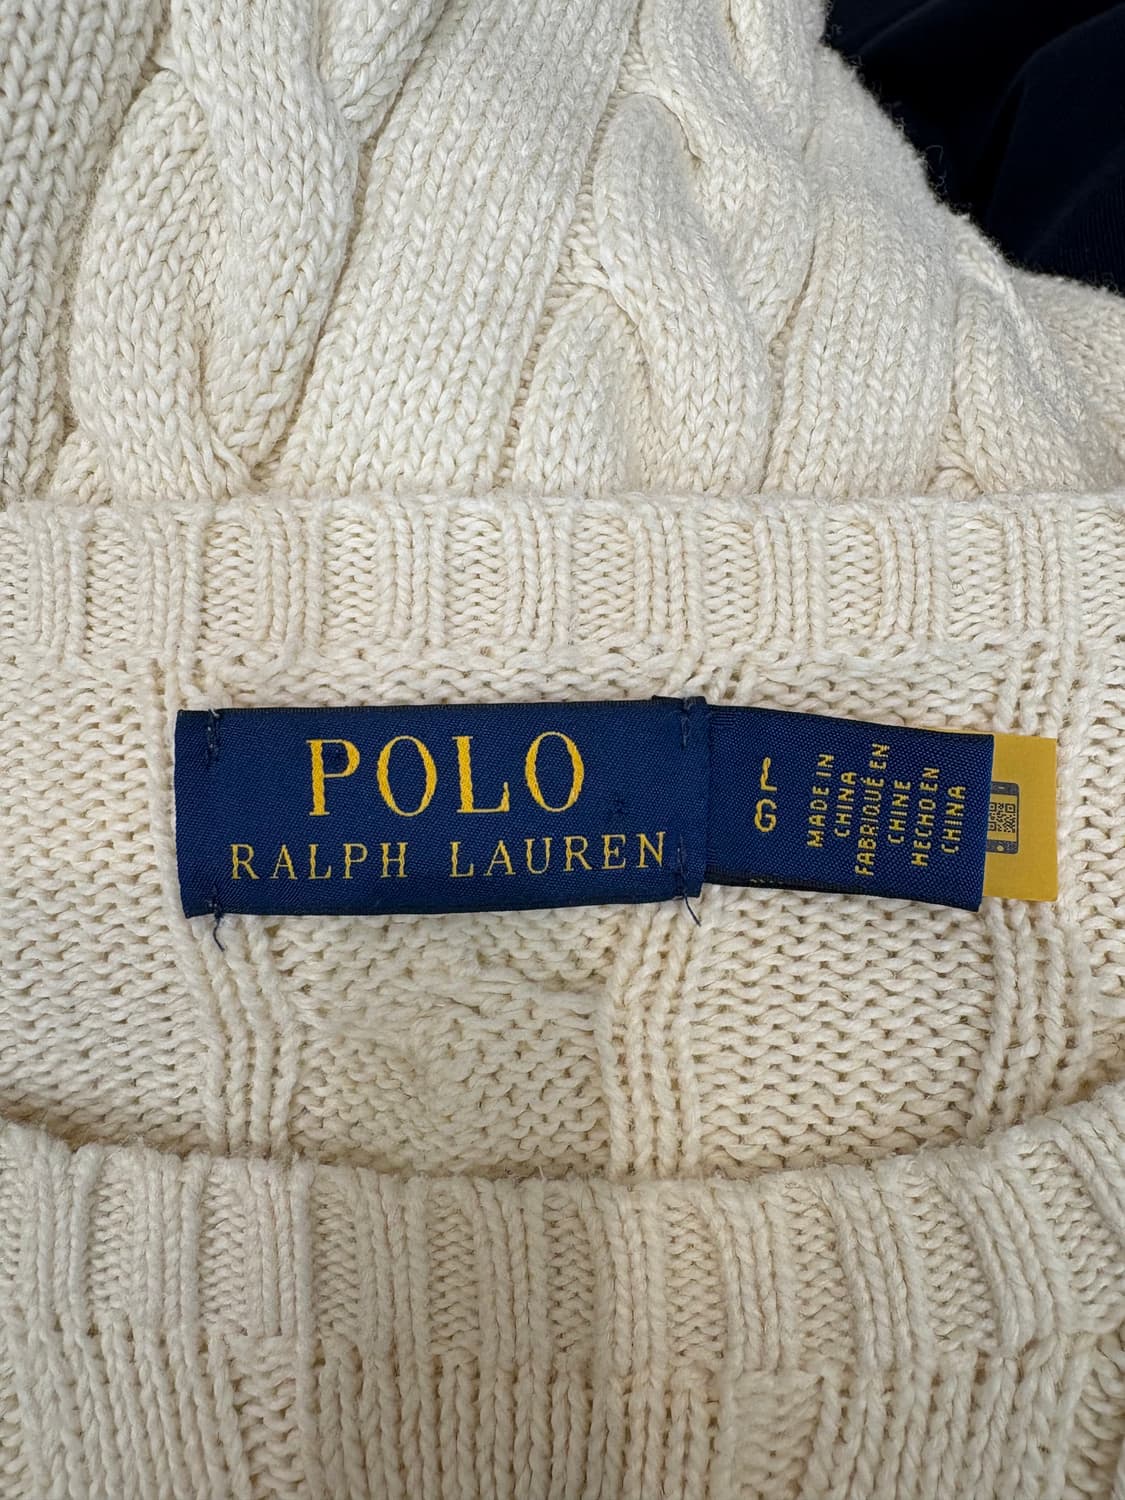 POLO
RALPH LAUREN
L
G
MADE IN
CHINA
FABRIQUÉ EN
CHINE
HECHO EN
CHINA